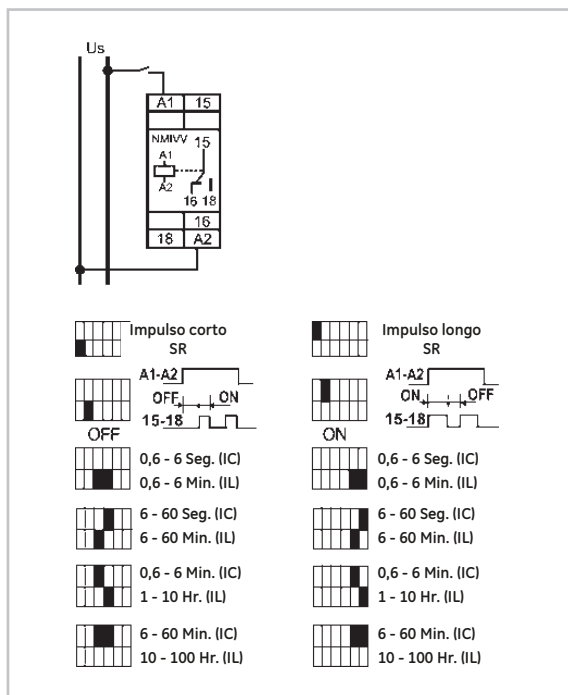 Us
A1 15
NMIVV 15
A1
A2
16 18
16
18 A2
Impulso corto
SR
A1-A2
OFF ON
15-18
OFF
0,6 - 6 Seg. (IC)
0,6 - 6 Min. (IL)
6 - 60 Seg. (IC)
6 - 60 Min. (IL)
0,6 - 6 Min. (IC)
1 - 10 Hr. (IL)
6 - 60 Min. (IC)
10 - 100 Hr. (IL)
Impulso longo
SR
A1-A2
ON OFF
15-18
ON
0,6 - 6 Seg. (IC)
0,6 - 6 Min. (IL)
6 - 60 Seg. (IC)
6 - 60 Min. (IL)
0,6 - 6 Min. (IC)
1 - 10 Hr. (IL)
6 - 60 Min. (IC)
10 - 100 Hr. (IL)